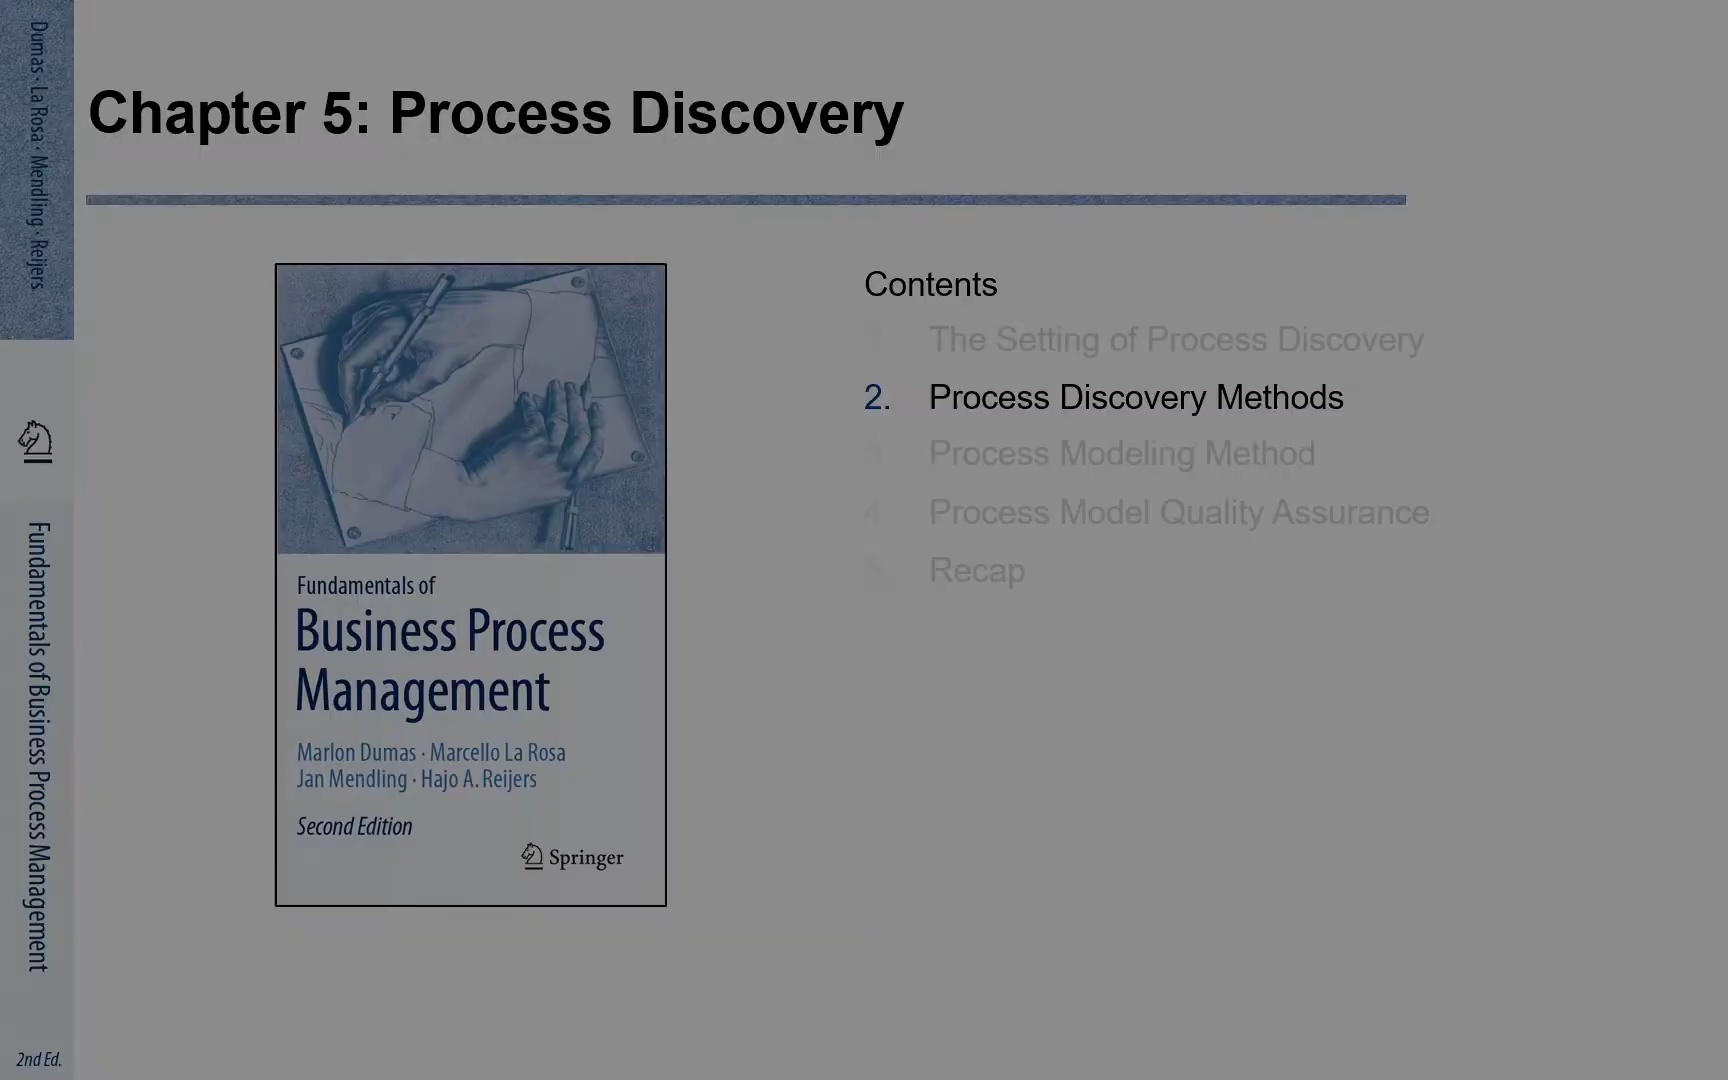 Dumas · La Rosa · Mendling · Reijers
Fundamentals of Business Process Management
2nd Ed.
Chapter 5: Process Discovery
Fundamentals of
Business Process
Management
Marlon Dumas · Marcello La Rosa
Jan Mendling · Hajo A. Reijers
Second Edition
Springer
Contents
The Setting of Process Discovery
2. Process Discovery Methods
Process Modeling Method
4. Process Model Quality Assurance
Recap